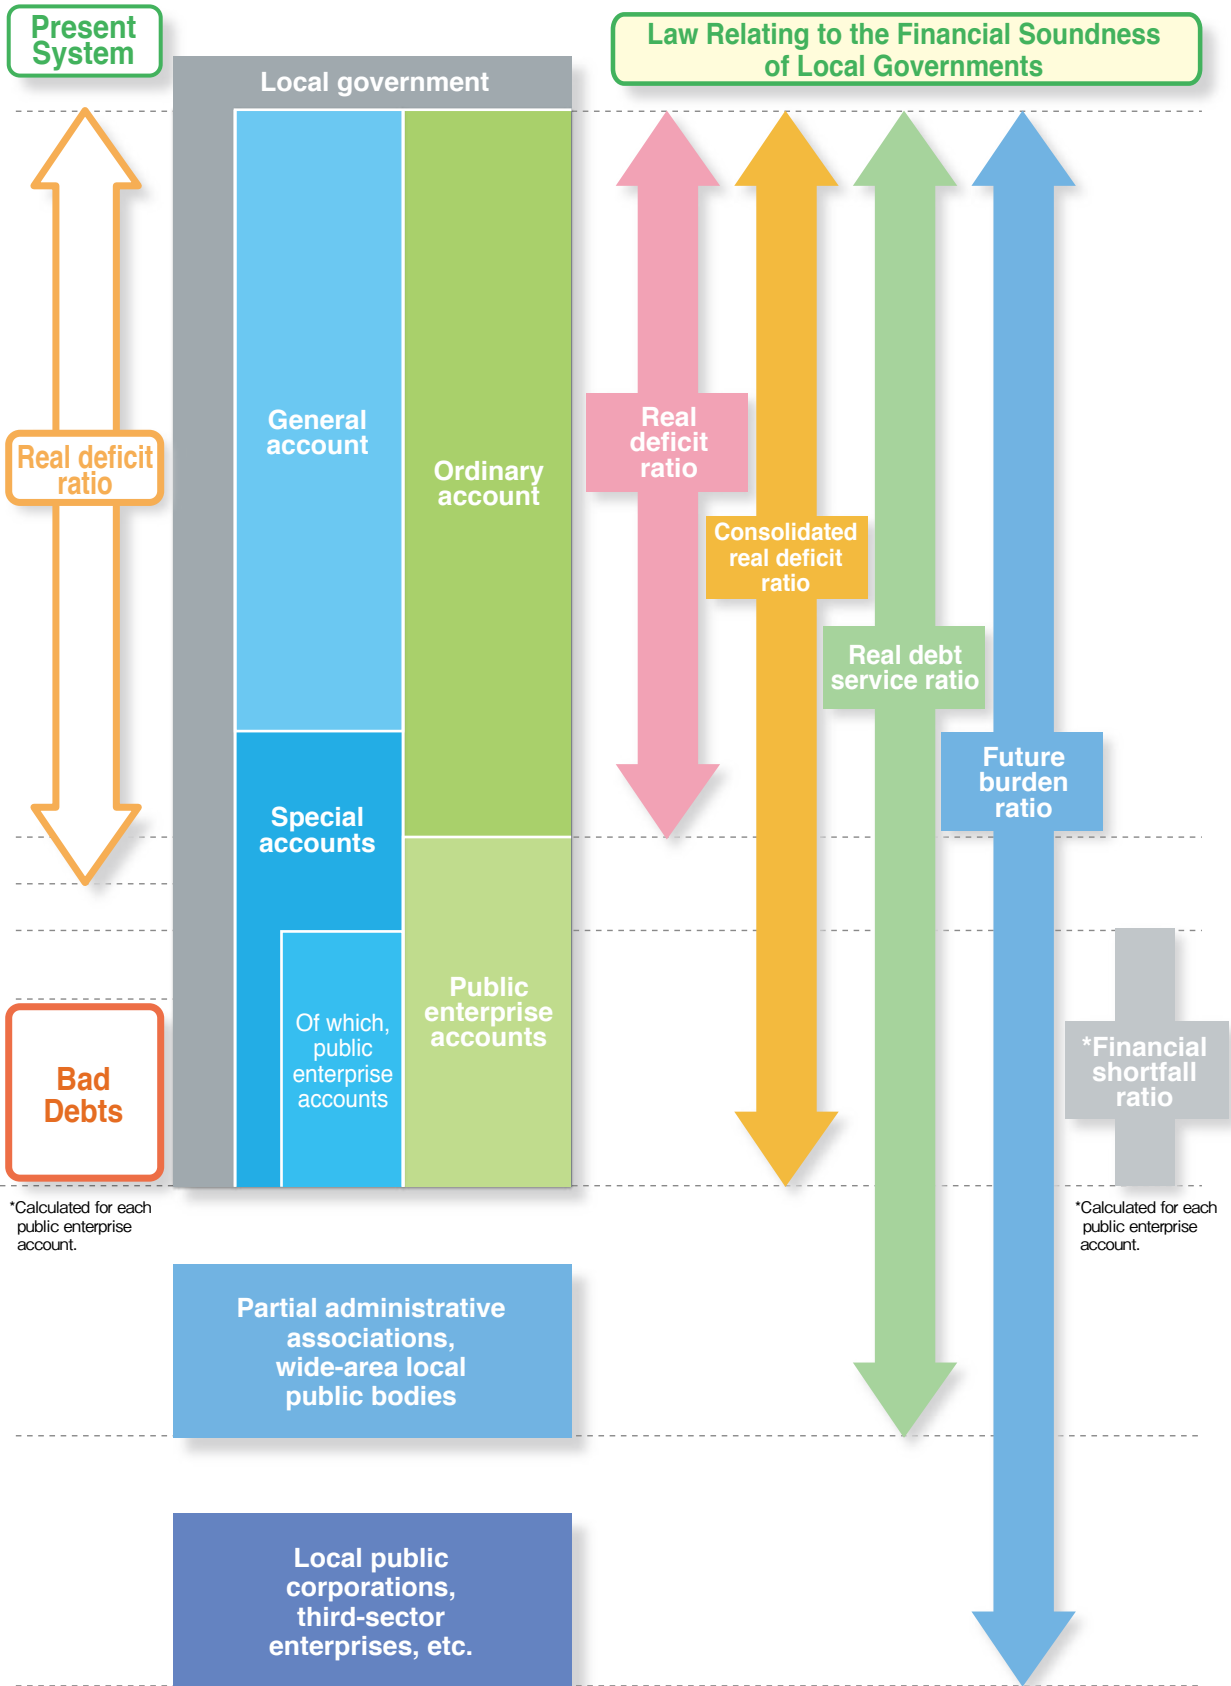 Present
System
Law Relating to the Financial Soundness
of Local Governments
Local government
General
account
Real deficit
ratio
Ordinary
account
Real
deficit
ratio
Consolidated
real deficit
ratio
Real debt
service ratio
Future
burden
ratio
Special
accounts
Public
enterprise
accounts
Of which,
public
enterprise
accounts
Bad
Debts
*Financial
shortfall
ratio
*Calculated for each
public enterprise
account.
*Calculated for each
public enterprise
account.
Partial administrative
associations,
wide-area local
public bodies
Local public
corporations,
third-sector
enterprises, etc.